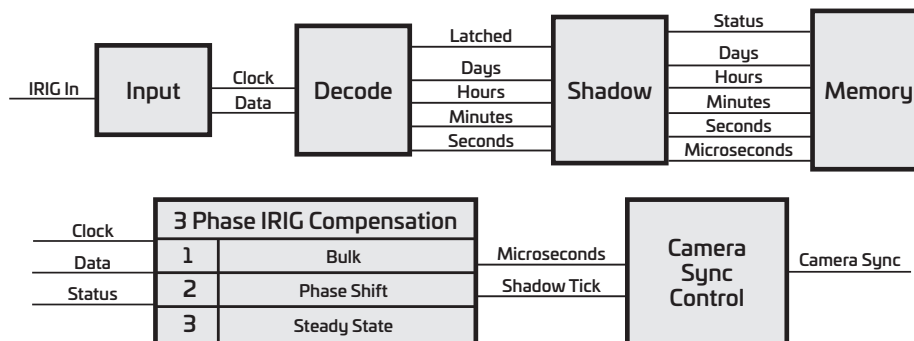 IRIG In
Input
Clock
Data
Decode
Latched
Days
Hours
Minutes
Seconds
Shadow
Status
Days
Hours
Minutes
Seconds
Microseconds
Memory
Clock
Data
Status
3 Phase IRIG Compensation
1 Bulk
2 Phase Shift
3 Steady State
Microseconds
Shadow Tick
Camera
Sync
Control
Camera Sync